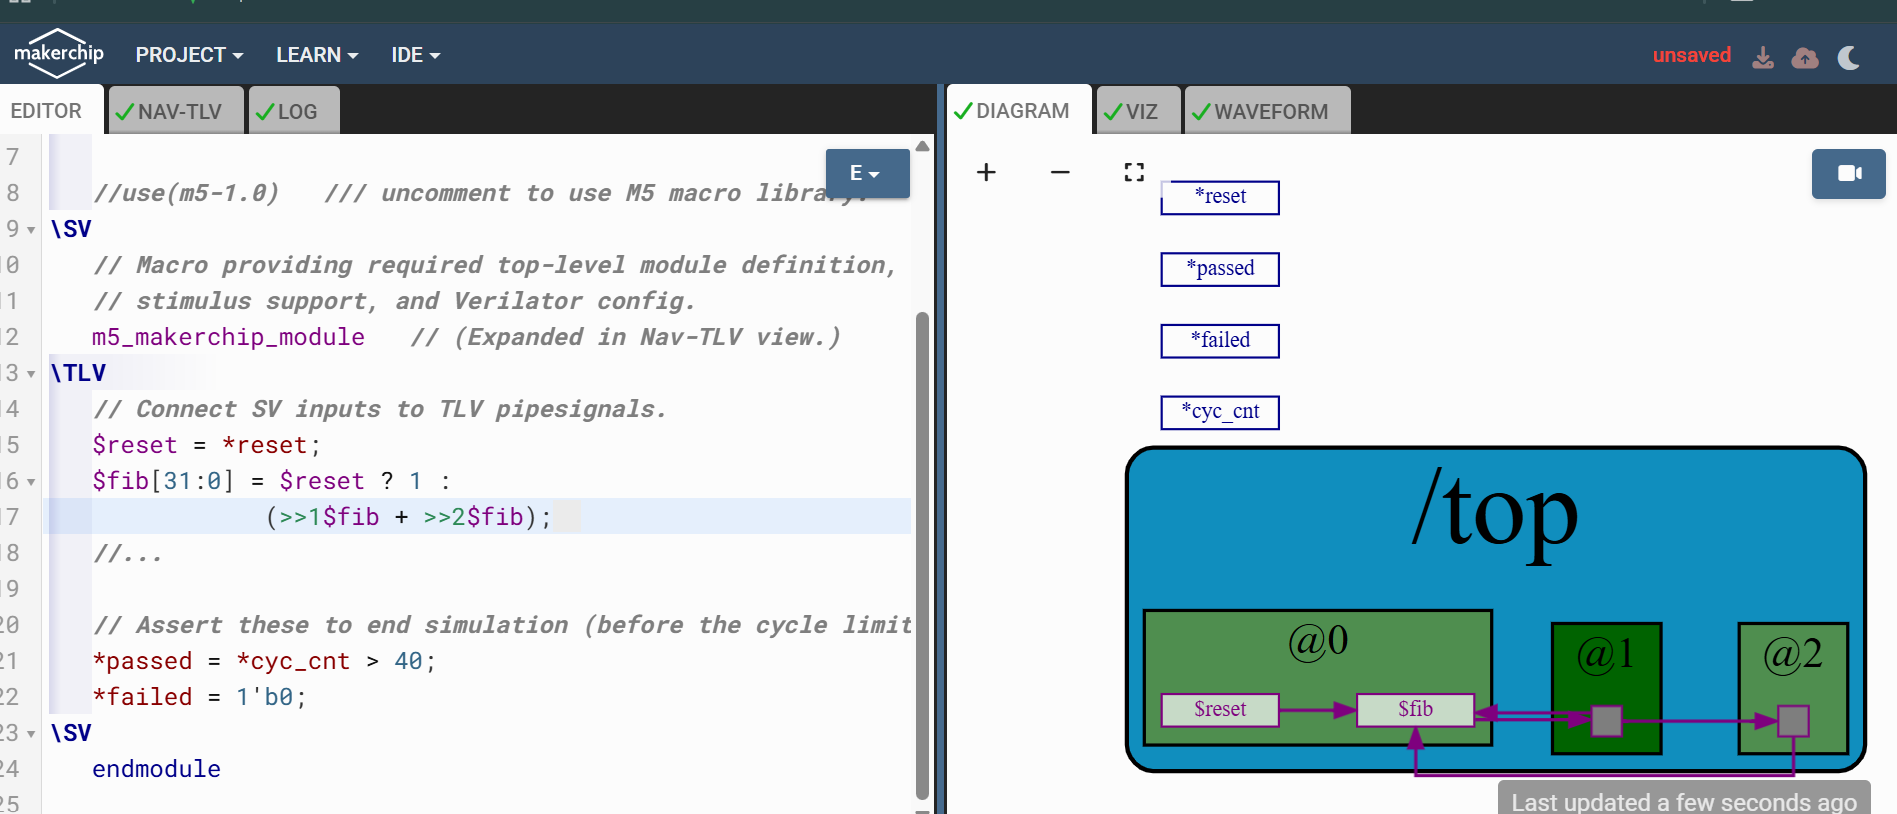 makerchip PROJECT LEARN IDE unsaved
EDITOR NAV-TLV LOG
7
8 //use(m5-1.0) /// uncomment to use M5 macro library.
E
9 \SV
10 // Macro providing required top-level module definition,
11 // stimulus support, and Verilator config.
12 m5_makerchip_module // (Expanded in Nav-TLV view.)
13 \TLV
14 // Connect SV inputs to TLV pipesignals.
15 $reset = *reset;
16 $fib[31:0] = $reset ? 1 :
17 (>>1$fib + >>2$fib);
18 //...
19
20 // Assert these to end simulation (before the cycle limit
21 *passed = *cyc_cnt > 40;
22 *failed = 1'b0;
23 \SV
24 endmodule
25
DIAGRAM VIZ WAVEFORM
+ −
*reset
*passed
*failed
*cyc_cnt
/top
@0 @1 @2
$reset $fib
Last updated a few seconds ago